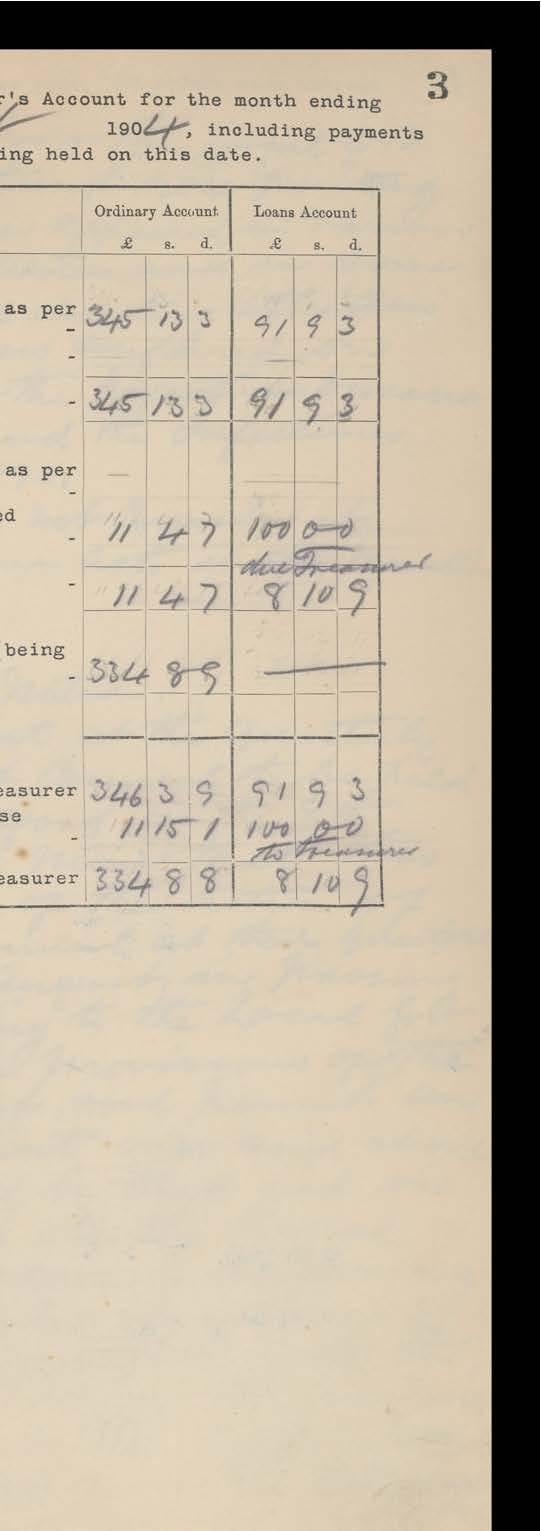 3
r's Account for the month ending
1904, including payments
ing held on this date.
Ordinary Account Loans Account
£ s. d. £ s. d.
as per 345 13 3 91 9 3
-
-
- 345 13 3 91 9 3
as per —
-
ed
- 11 4 7 100 0 0
due Treasurer
- 11 4 7 8 10 9
being
- 334 8 9 —
easurer 346 3 9 91 9 3
se
- 11 15 1 100 0 0
to Treasurer
easurer 334 8 8 8 10 9